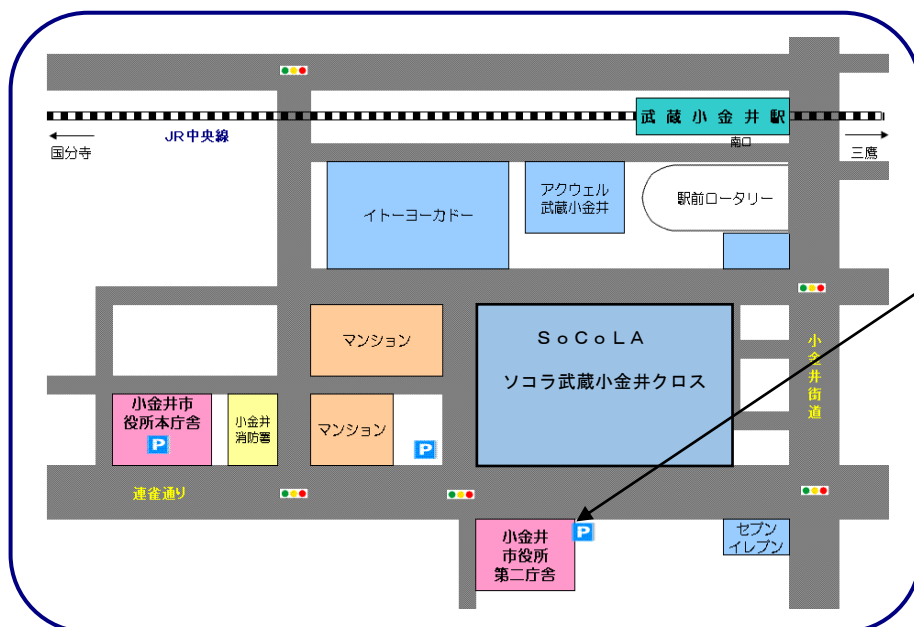 武蔵小金井駅
JR中央線
南口
国分寺
三鷹
アクウェル
武蔵小金井
駅前ロータリー
イトーヨーカドー
マンション
SoCoLA
ソコラ武蔵小金井クロス
小金井街道
小金井市
役所本庁舎
P
小金井
消防署
マンション
P
連雀通り
小金井
市役所
第二庁舎
P
セブン
イレブン